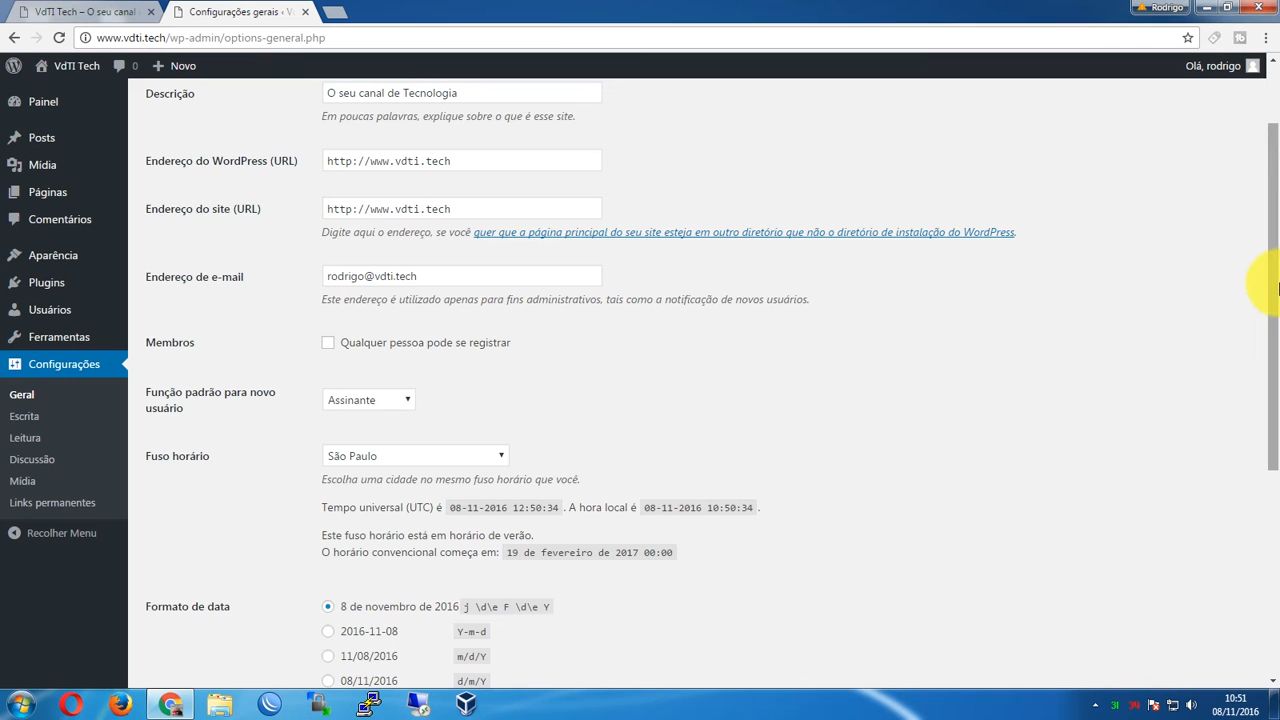 VdTI Tech – O seu canal
Configurações gerais ‹ V
Rodrigo
www.vdti.tech/wp-admin/options-general.php
VdTI Tech
0
Novo
Olá, rodrigo
Painel
Posts
Mídia
Páginas
Comentários
Aparência
Plugins
Usuários
Ferramentas
Configurações
Geral
Escrita
Leitura
Discussão
Mídia
Links permanentes
Recolher Menu
Descrição
O seu canal de Tecnologia
Em poucas palavras, explique sobre o que é esse site.
Endereço do WordPress (URL)
http://www.vdti.tech
Endereço do site (URL)
http://www.vdti.tech
Digite aqui o endereço, se você quer que a página principal do seu site esteja em outro diretório que não o diretório de instalação do WordPress.
Endereço de e-mail
rodrigo@vdti.tech
Este endereço é utilizado apenas para fins administrativos, tais como a notificação de novos usuários.
Membros
Qualquer pessoa pode se registrar
Função padrão para novo
usuário
Assinante
Fuso horário
São Paulo
Escolha uma cidade no mesmo fuso horário que você.
Tempo universal (UTC) é 08-11-2016 12:50:34 . A hora local é 08-11-2016 10:50:34 .
Este fuso horário está em horário de verão.
O horário convencional começa em: 19 de fevereiro de 2017 00:00
Formato de data
8 de novembro de 2016 j \d\e F \d\e Y
2016-11-08 Y-m-d
11/08/2016 m/d/Y
08/11/2016 d/m/Y
31
34
10:51
08/11/2016